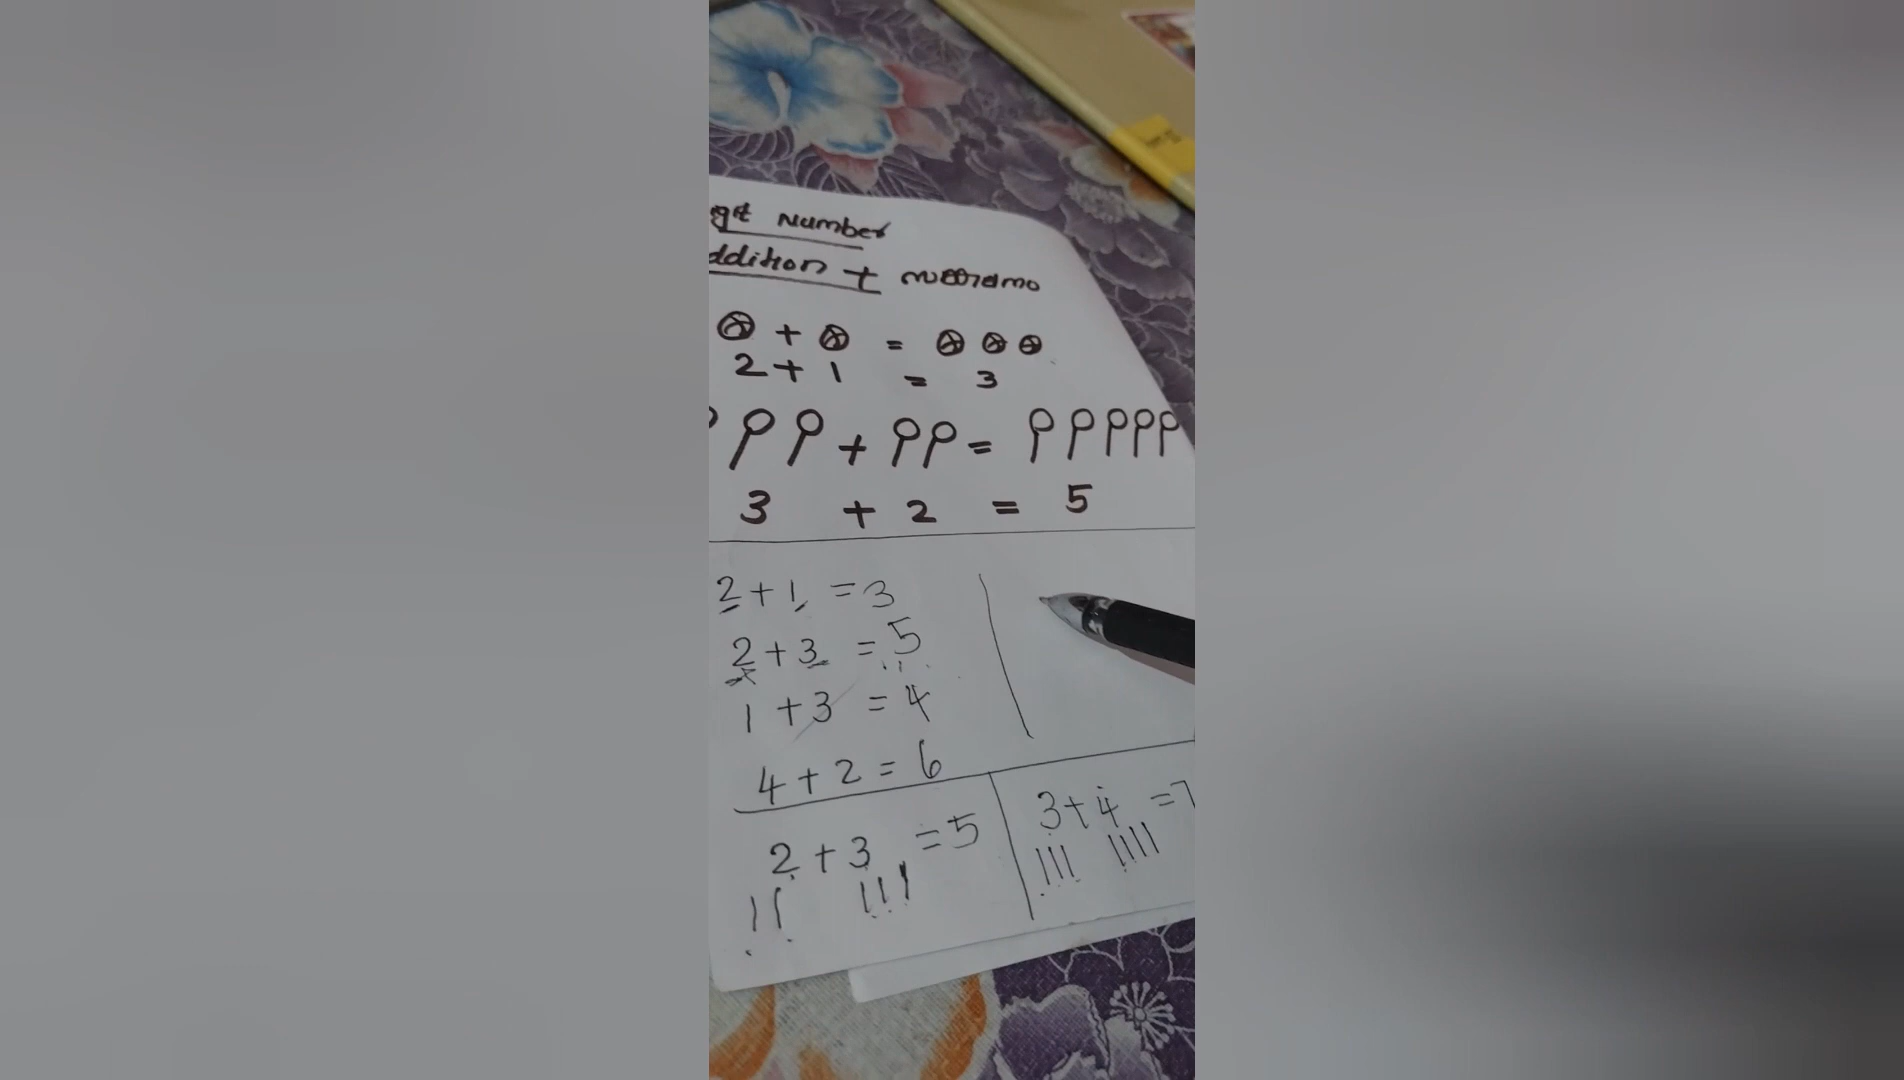 git Number
ddition + സങ്കലനം
+ =
2 + 1 = 3
+ =
3 + 2 = 5
2 + 1 = 3
2 + 3 = 5
1 + 3 = 4
4 + 2 = 6
2 + 3 = 5
3 + 4 = 7